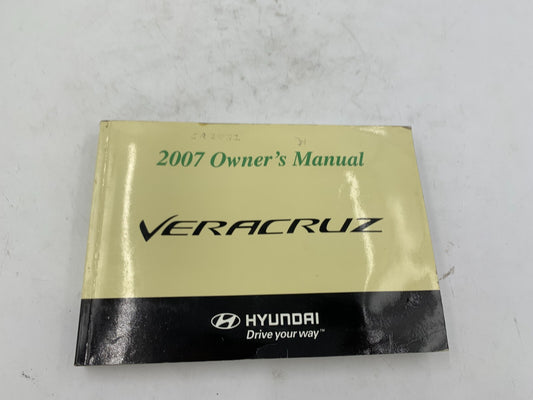 2007 Owner's Manual
VERACRUZ
HYUNDAI
Drive your way™